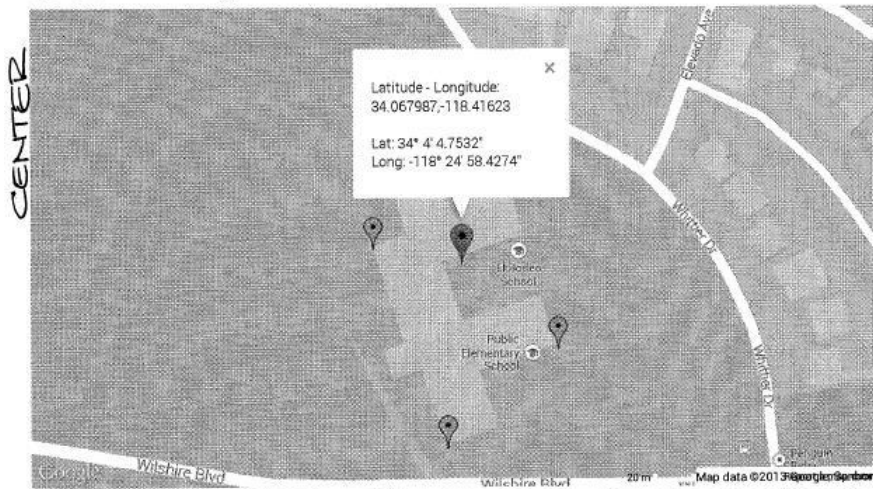 CENTER
Elevado Ave
×
Latitude - Longitude:
34.067987,-118.41623
Lat: 34° 4' 4.7532"
Long: -118° 24' 58.4274"
Whittier Dr
School
Public
Elementary
School
Whittier Dr
Google
Wilshire Blvd
Wilshire Blvd
20 m
Map data ©2013